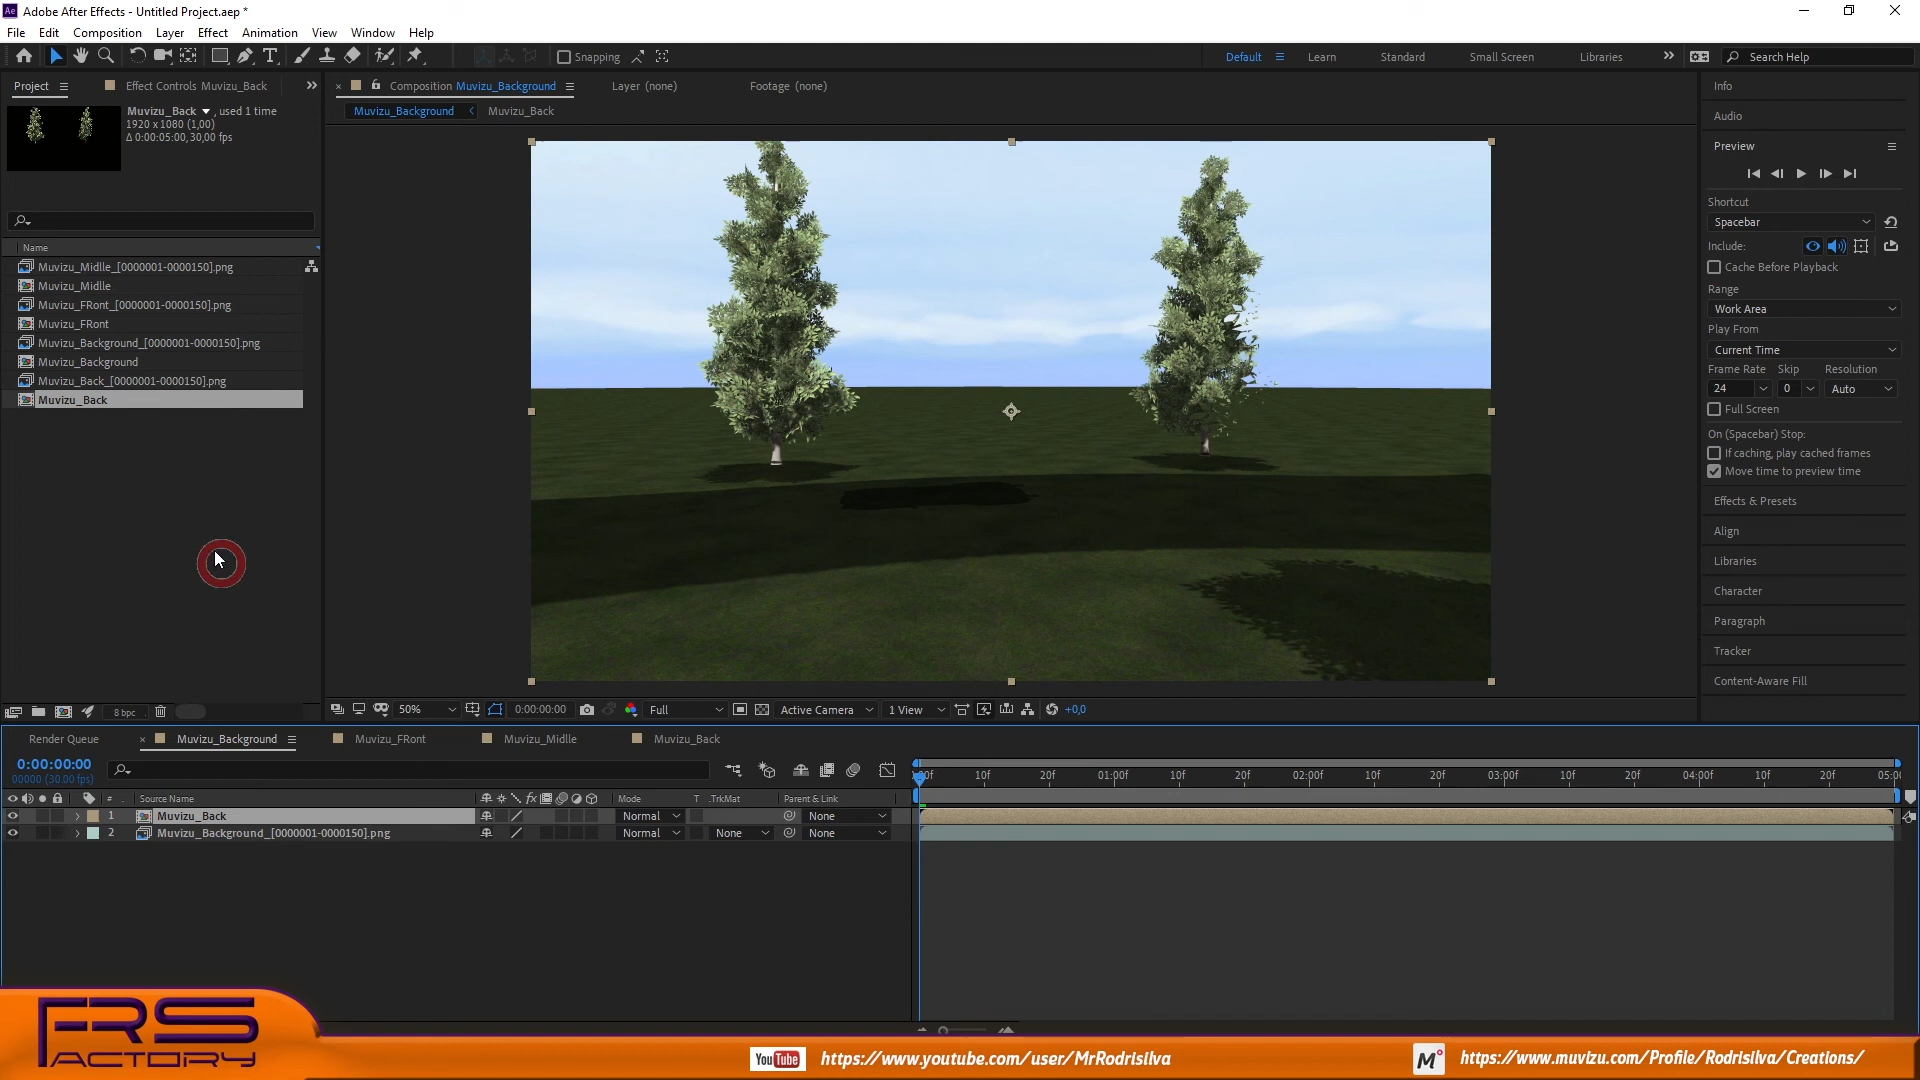 Adobe After Effects - Untitled Project.aep *
File Edit Composition Layer Effect Animation View Window Help
Snapping Default Learn Standard Small Screen Libraries Search Help
Project Effect Controls Muvizu_Back
Composition Muvizu_Background Layer (none) Footage (none)
Muvizu_Background Muvizu_Back
Muvizu_Back , used 1 time
1920 x 1080 (1,00)
Δ 0:00:05:00, 30,00 fps
Name
Muvizu_Midlle_[0000001-0000150].png
Muvizu_Midlle
Muvizu_FRont_[0000001-0000150].png
Muvizu_FRont
Muvizu_Background_[0000001-0000150].png
Muvizu_Background
Muvizu_Back_[0000001-0000150].png
Muvizu_Back
8 bpc
50% 0:00:00:00 Full Active Camera 1 View +0,0
Info
Audio
Preview
Shortcut
Spacebar
Include:
Cache Before Playback
Range
Work Area
Play From
Current Time
Frame Rate Skip Resolution
24 0 Auto
Full Screen
On (Spacebar) Stop:
If caching, play cached frames
Move time to preview time
Effects & Presets
Align
Libraries
Character
Paragraph
Tracker
Content-Aware Fill
Render Queue Muvizu_Background Muvizu_FRont Muvizu_Midlle Muvizu_Back
0:00:00:00
00000 (30.00 fps)
10f 20f 01:00f 10f 20f 02:00f 10f 20f 03:00f 10f 20f 04:00f 10f 20f
# Source Name fx Mode T .TrkMat Parent & Link
1 Muvizu_Back Normal None
2 Muvizu_Background_[0000001-0000150].png Normal None None
FRS
FACTORY
YouTube https://www.youtube.com/user/MrRodrisilva
M https://www.muvizu.com/Profile/Rodrisilva/Creations/